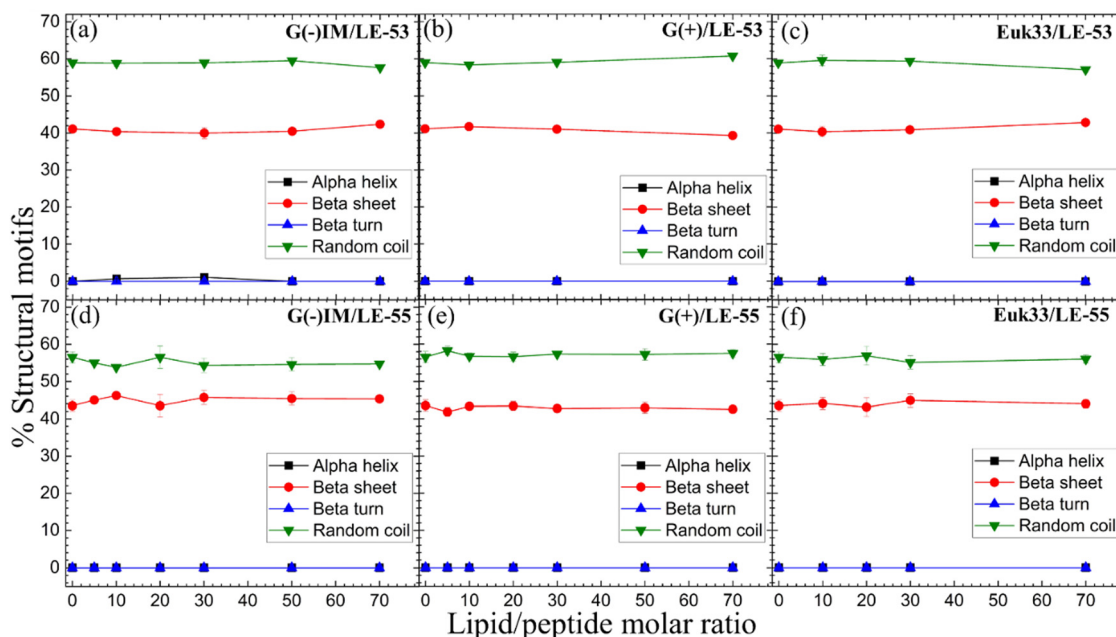 % Structural motifs
(a) G(-)IM/LE-53
70
60
50
40
30
20
10
0
Alpha helix
Beta sheet
Beta turn
Random coil
(b) G(+)/LE-53
Alpha helix
Beta sheet
Beta turn
Random coil
(c) Euk33/LE-53
Alpha helix
Beta sheet
Beta turn
Random coil
(d) G(-)IM/LE-55
70
60
50
40
30
20
10
0
Alpha helix
Beta sheet
Beta turn
Random coil
0 10 20 30 40 50 60 70
(e) G(+)/LE-55
Alpha helix
Beta sheet
Beta turn
Random coil
0 10 20 30 40 50 60 70
(f) Euk33/LE-55
Alpha helix
Beta sheet
Beta turn
Random coil
0 10 20 30 40 50 60 70
Lipid/peptide molar ratio